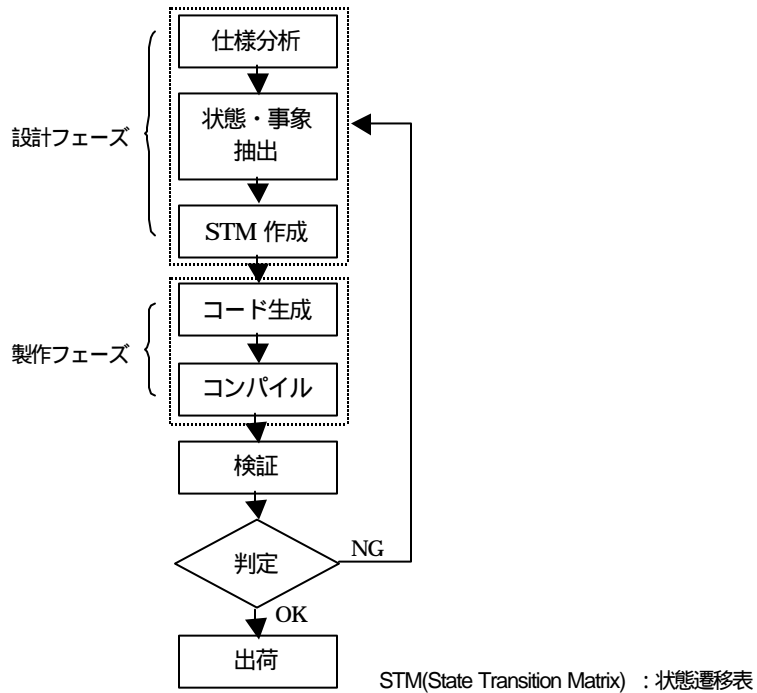 仕様分析
設計フェーズ
状態・事象
抽出
STM 作成
コード生成
製作フェーズ
コンパイル
検証
判定
NG
OK
出荷
STM(State Transition Matrix) :状態遷移表